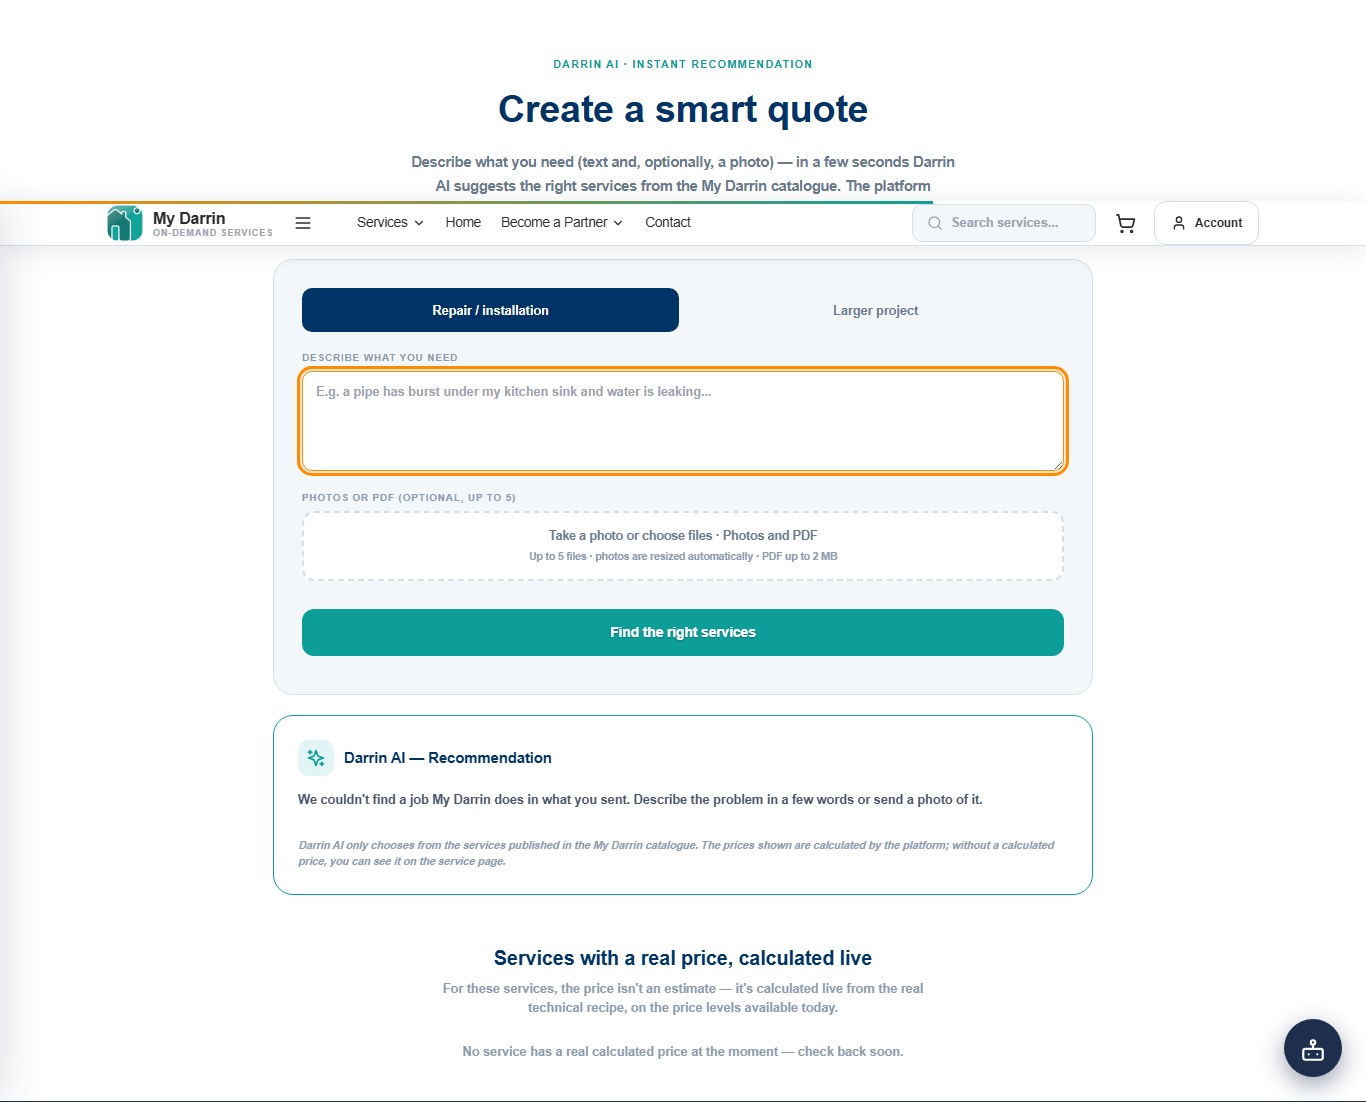 DARRIN AI · INSTANT RECOMMENDATION
Create a smart quote
Describe what you need (text and, optionally, a photo) — in a few seconds Darrin
AI suggests the right services from the My Darrin catalogue. The platform
My Darrin
ON-DEMAND SERVICES
Services
Home
Become a Partner
Contact
Search services...
Account
Repair / installation
Larger project
DESCRIBE WHAT YOU NEED
E.g. a pipe has burst under my kitchen sink and water is leaking...
PHOTOS OR PDF (OPTIONAL, UP TO 5)
Take a photo or choose files · Photos and PDF
Up to 5 files · photos are resized automatically · PDF up to 2 MB
Find the right services
Darrin AI — Recommendation
We couldn't find a job My Darrin does in what you sent. Describe the problem in a few words or send a photo of it.
Darrin AI only chooses from the services published in the My Darrin catalogue. The prices shown are calculated by the platform; without a calculated
price, you can see it on the service page.
Services with a real price, calculated live
For these services, the price isn't an estimate — it's calculated live from the real
technical recipe, on the price levels available today.
No service has a real calculated price at the moment — check back soon.